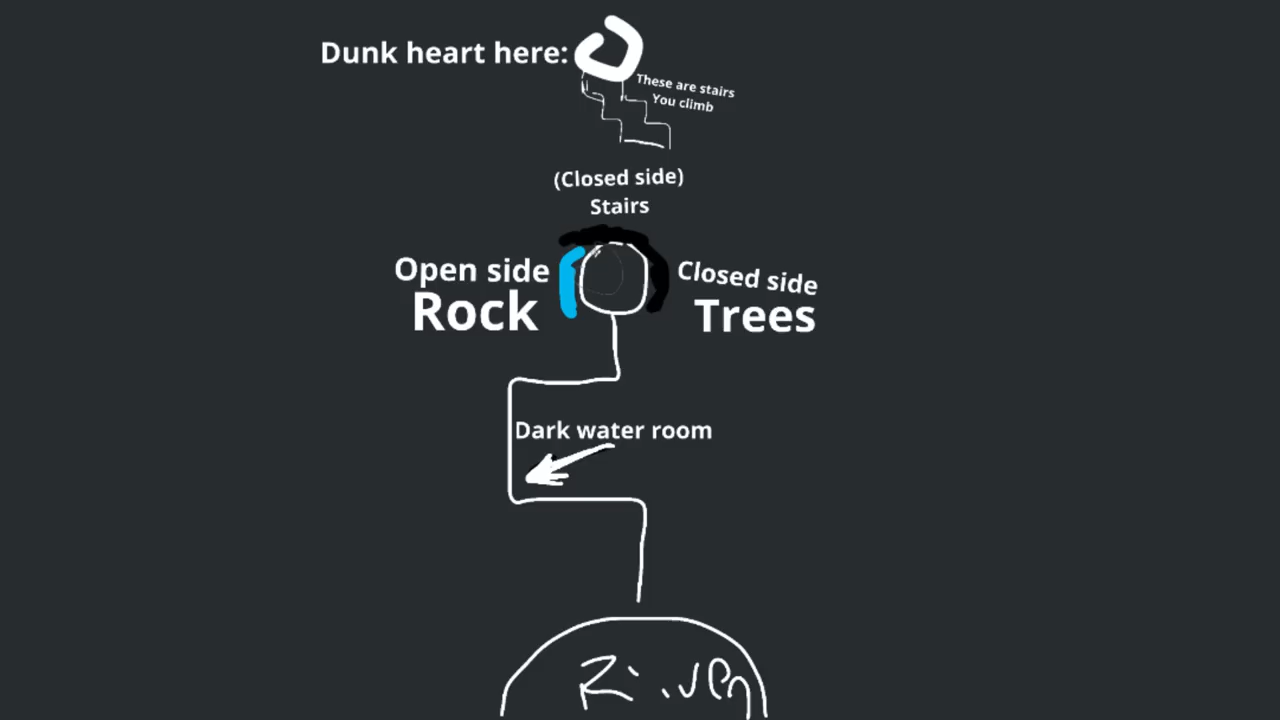 Dunk heart here:
These are stairs
You climb
(Closed side)
Stairs
Open side
Rock
Closed side
Trees
Dark water room
Riven